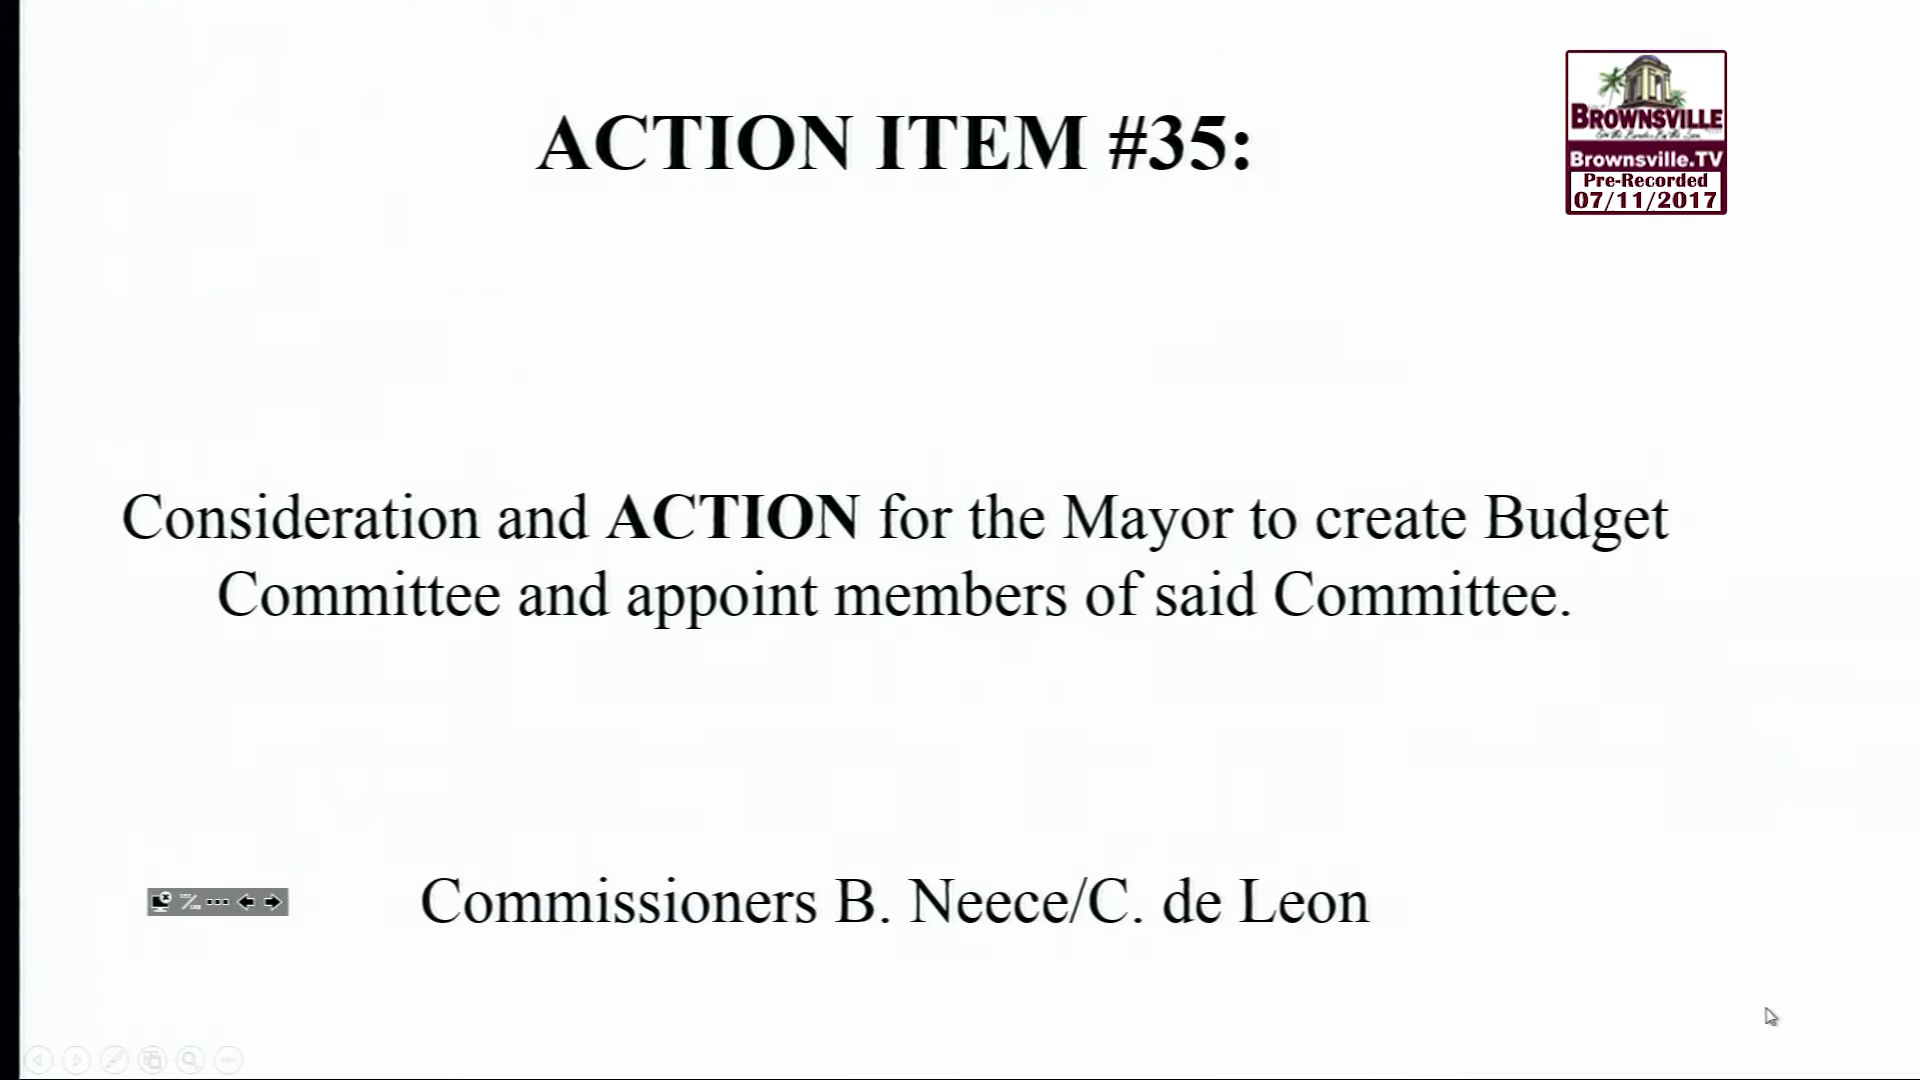 ACTION ITEM #35:
BROWNSVILLE
Brownsville.TV
Pre-Recorded
07/11/2017
Consideration and ACTION for the Mayor to create Budget
Committee and appoint members of said Committee.
Commissioners B. Neece/C. de Leon